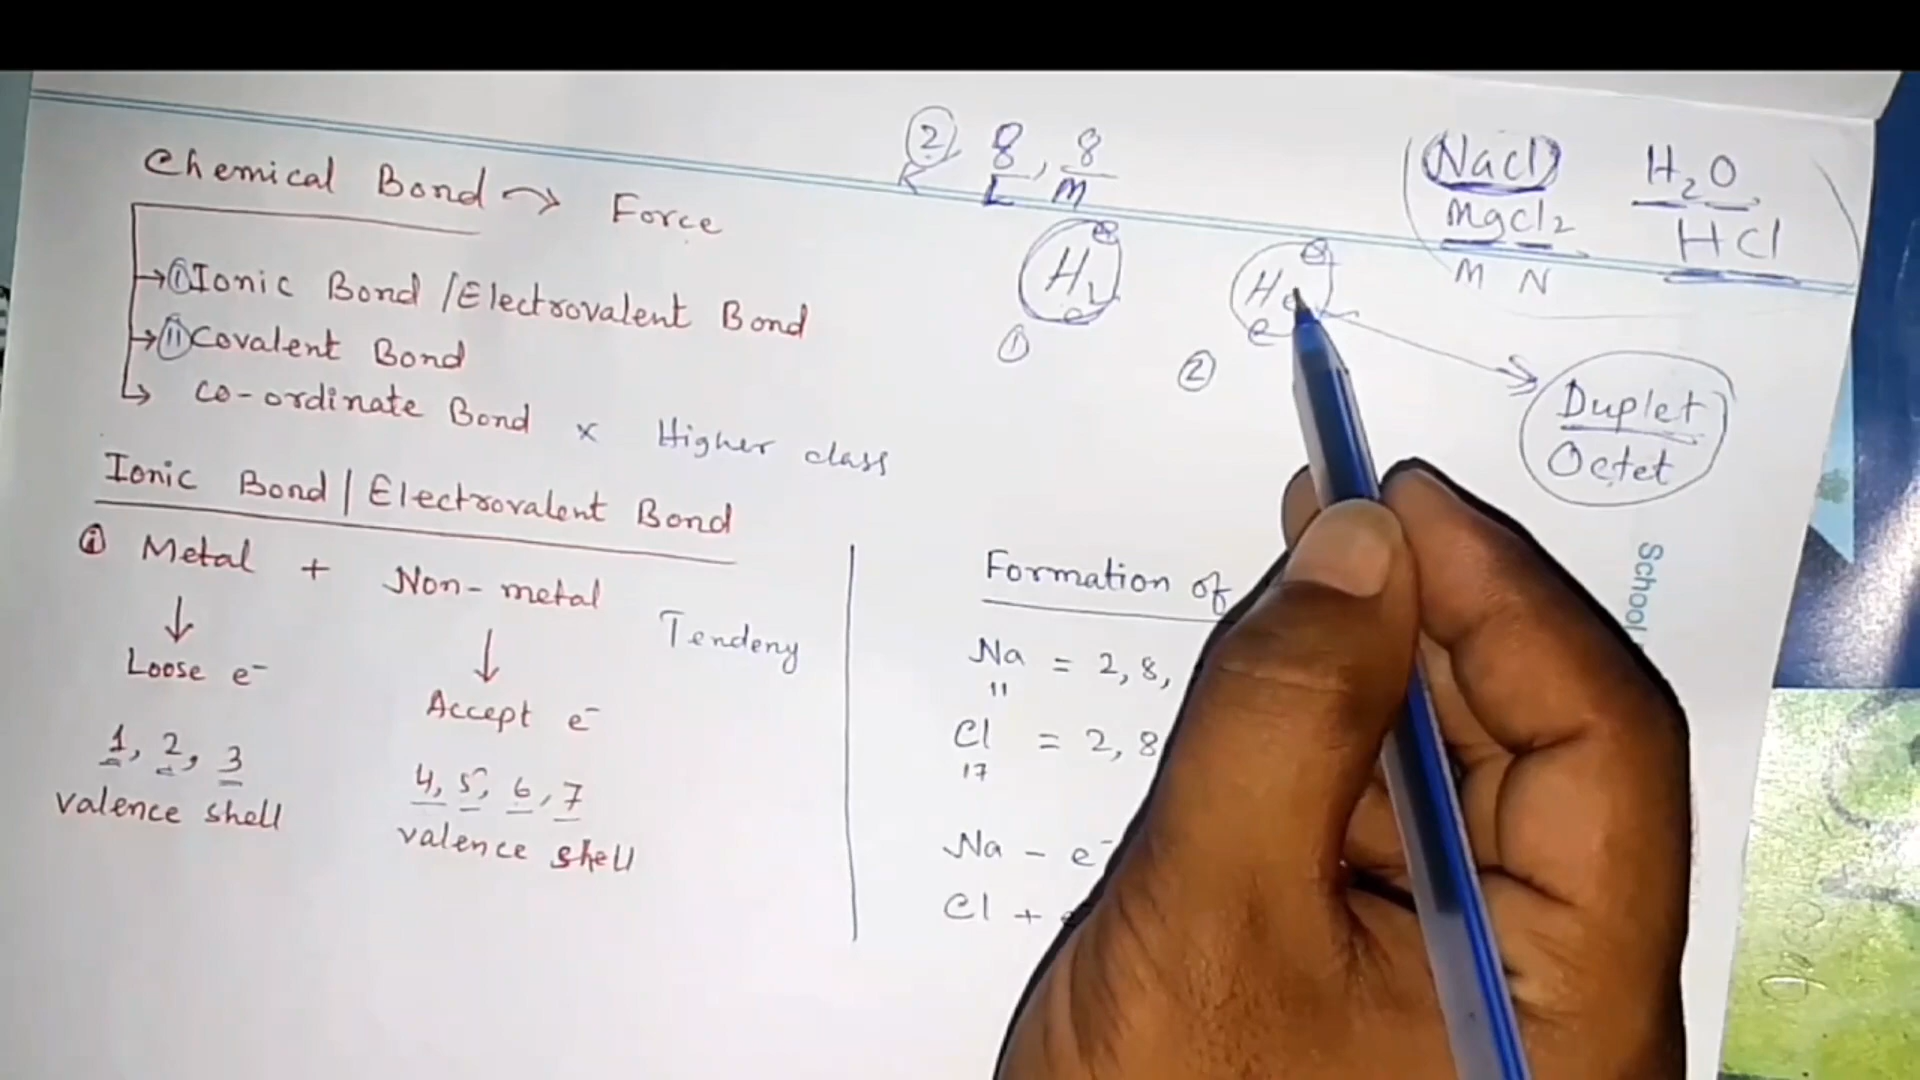 Chemical Bond → Force
→ ① Ionic Bond / Electrovalent Bond
→ ⑪ Covalent Bond
↳ Co-ordinate Bond × Higher class
Ionic Bond | Electrovalent Bond
① Metal + Non-metal
↓ ↓
Loose e⁻ Accept e⁻
Tendeny
1, 2, 3
valence shell
4, 5, 6, 7
valence shell
②, 8, 8
K L M
H
e
①
He
e
②
NaCl
MgCl2
M N
H2O
HCl
Duplet
Octet
Formation of
Na = 2, 8,
11
Cl = 2, 8
17
Na - e⁻
Cl +
School